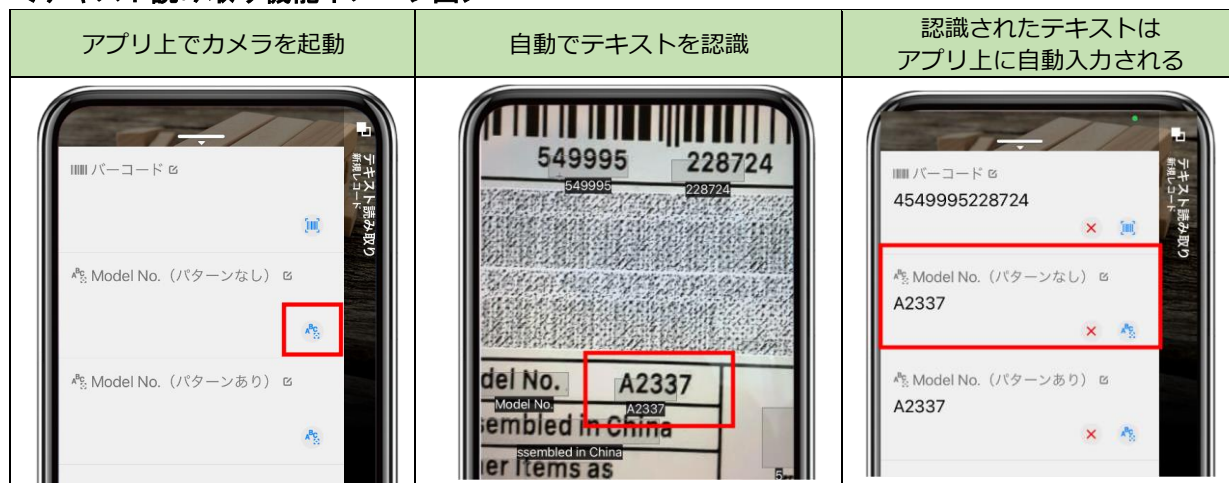 アプリ上でカメラを起動
自動でテキストを認識
認識されたテキストは
アプリ上に自動入力される
バーコード
Model No.（パターンなし）
Model No.（パターンあり）
テキスト読み取り
新規レコード
549995
228724
549995
228724
del No.
A2337
Model No.
A2337
sembled in China
ssembled in China
er Items as
バーコード
4549995228724
Model No.（パターンなし）
A2337
Model No.（パターンあり）
A2337
テキスト読み取り
新規レコード